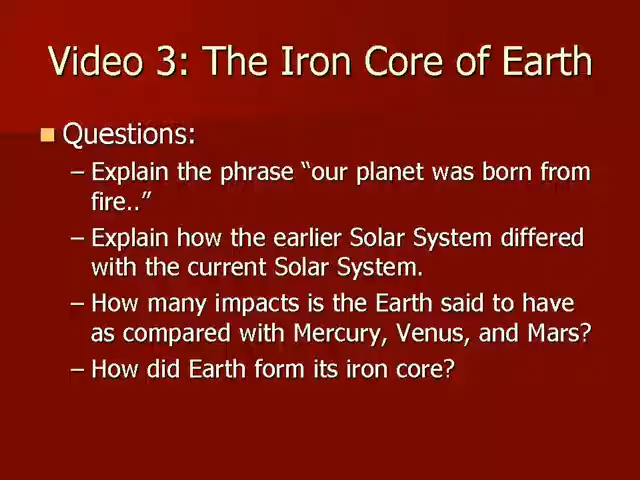 Video 3: The Iron Core of Earth
Questions:
– Explain the phrase “our planet was born from
fire..”
– Explain how the earlier Solar System differed
with the current Solar System.
– How many impacts is the Earth said to have
as compared with Mercury, Venus, and Mars?
– How did Earth form its iron core?